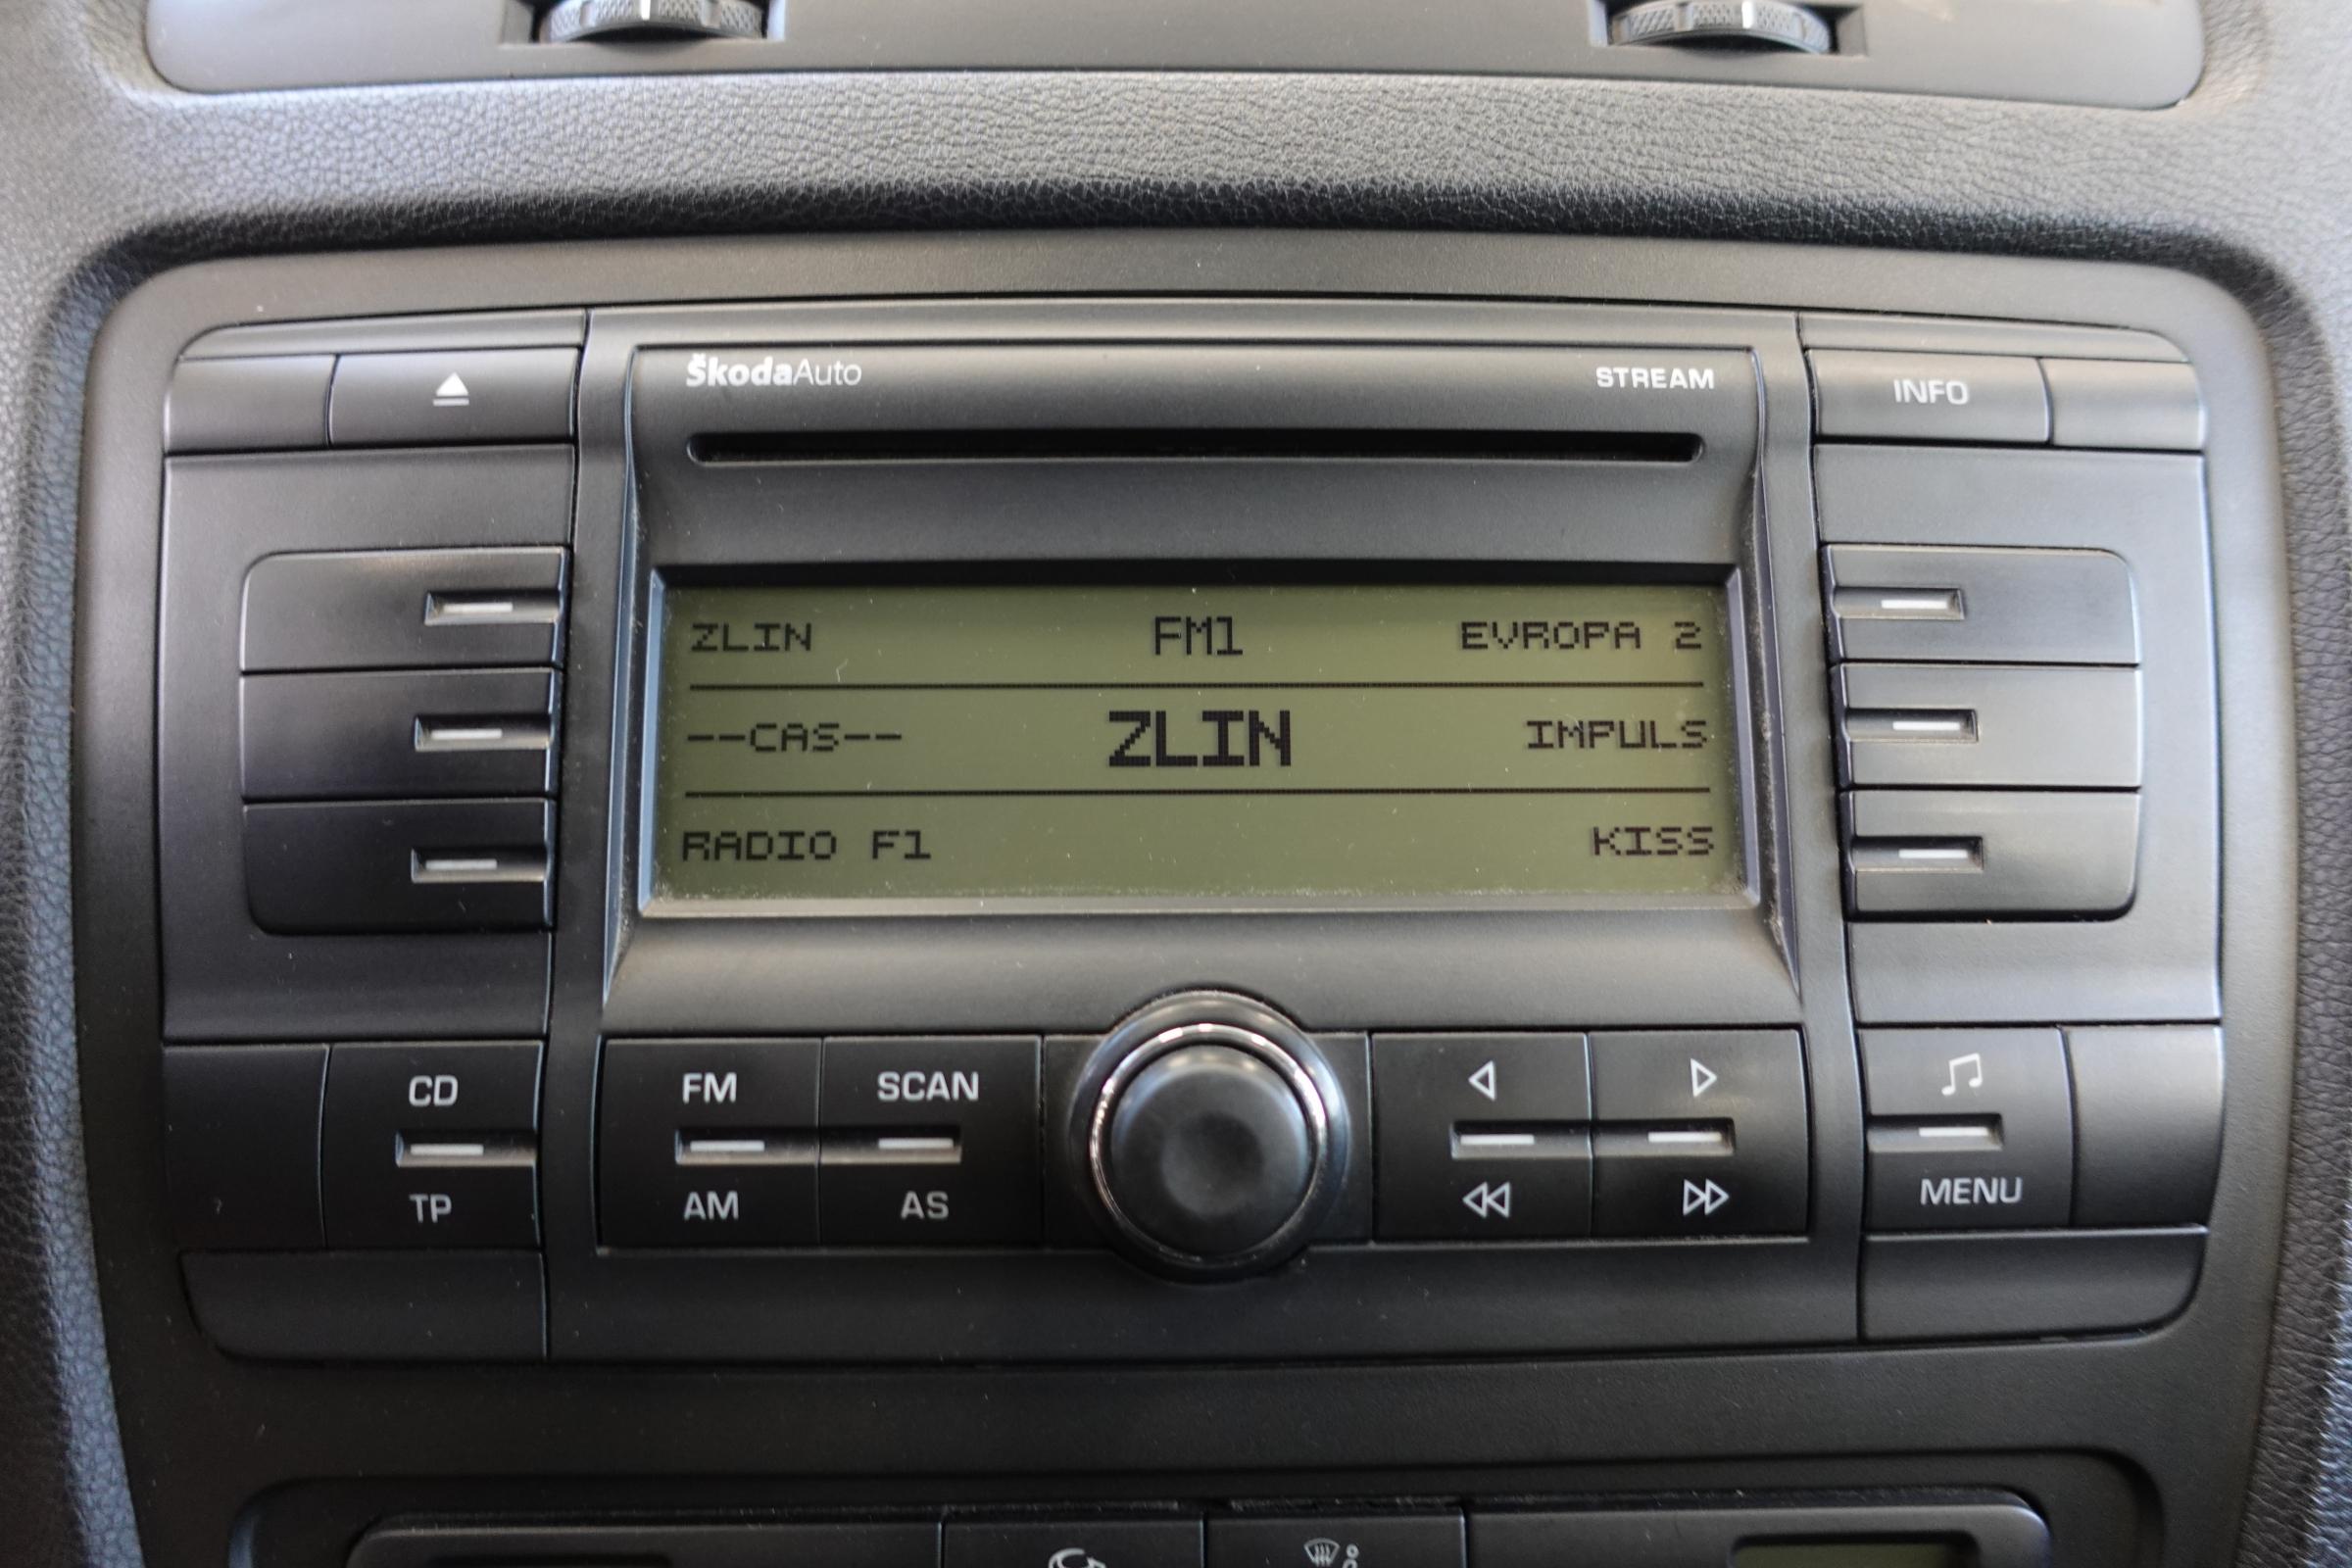 ŠkodaAuto STREAM INFO
ZLIN FM1 EVROPA 2
--CAS-- ZLIN IMPULS
RADIO F1 KISS
CD FM SCAN
TP AM AS MENU